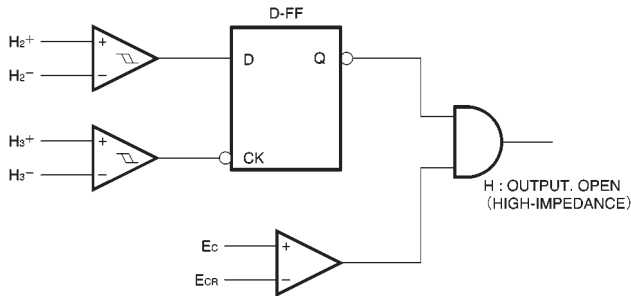 D-FF
H2+
H2−
+
−
D
Q
H3+
H3−
+
−
CK
EC
ECR
+
−
H : OUTPUT. OPEN
(HIGH-IMPEDANCE)